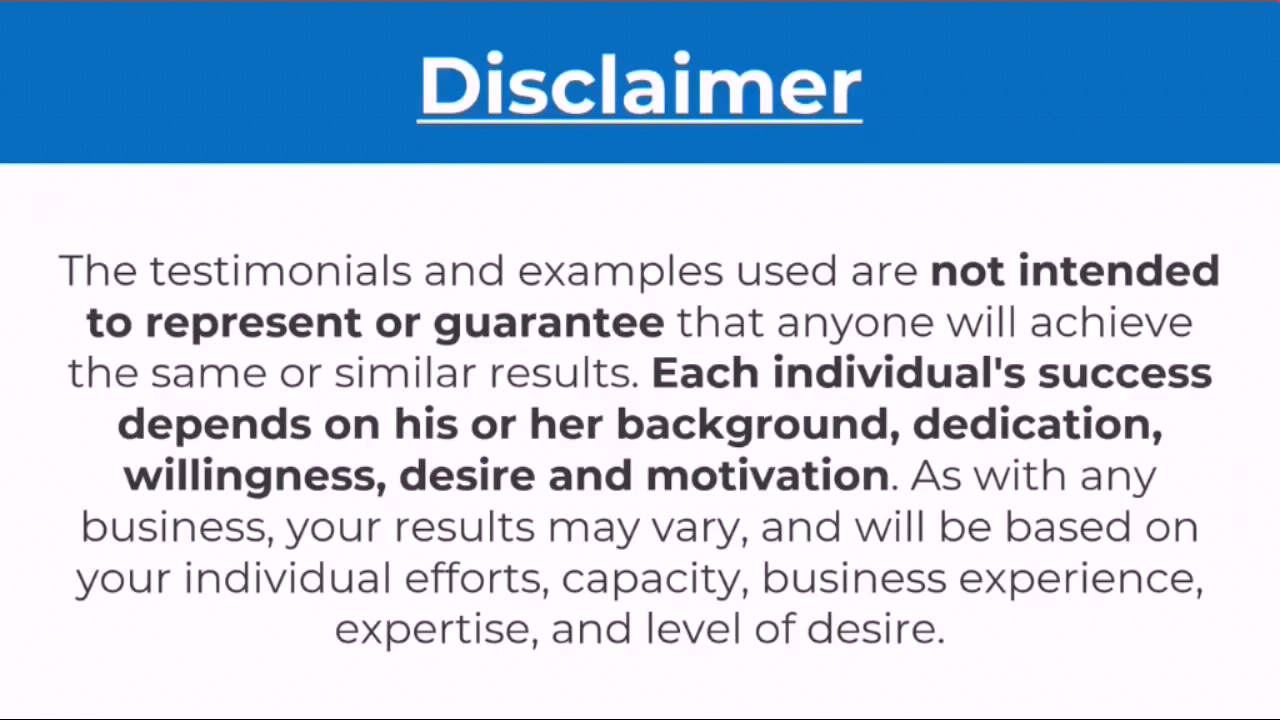 Disclaimer
The testimonials and examples used are not intended
to represent or guarantee that anyone will achieve
the same or similar results. Each individual's success
depends on his or her background, dedication,
willingness, desire and motivation. As with any
business, your results may vary, and will be based on
your individual efforts, capacity, business experience,
expertise, and level of desire.